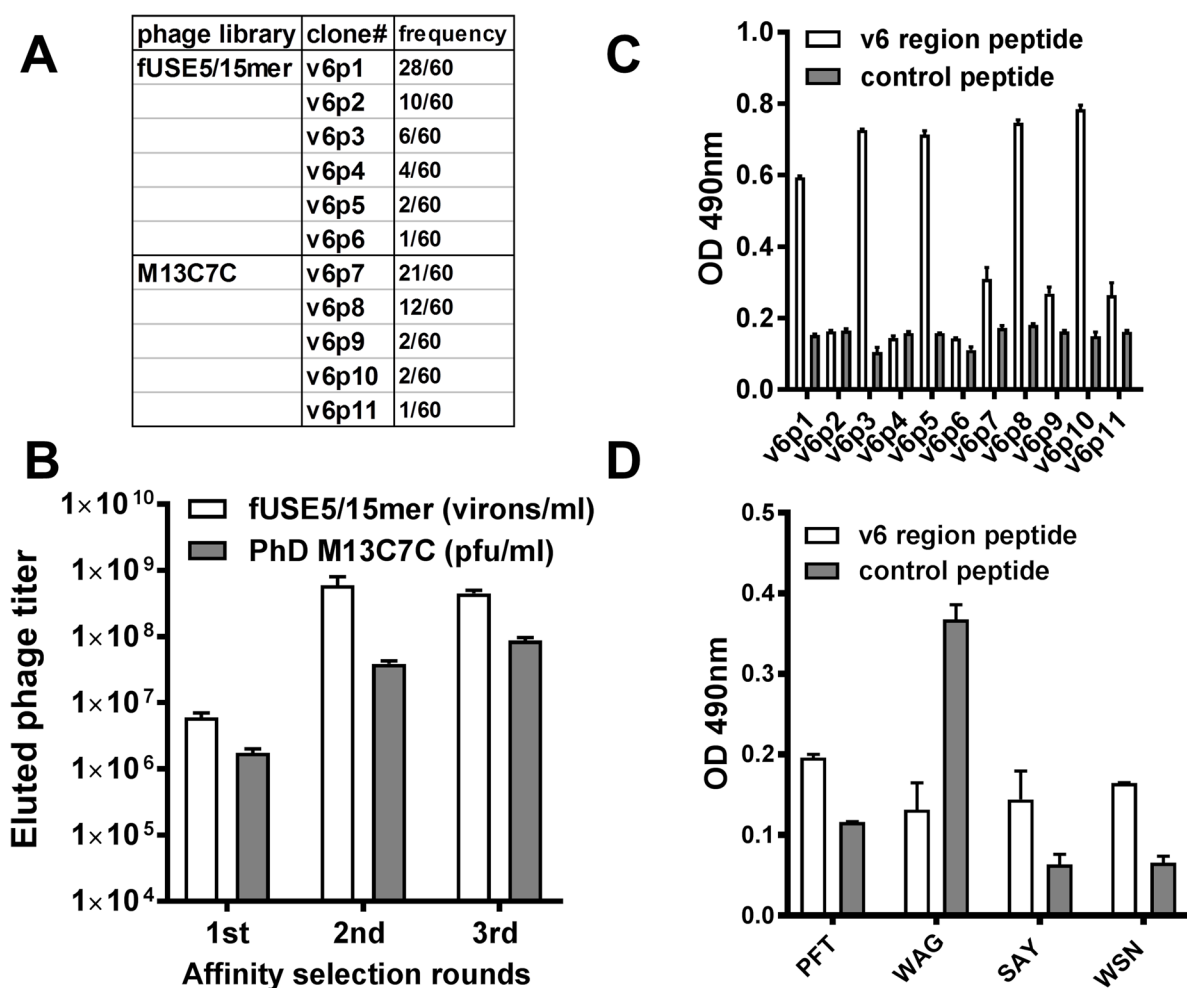 A
phage library clone# frequency
fUSE5/15mer v6p1 28/60
v6p2 10/60
v6p3 6/60
v6p4 4/60
v6p5 2/60
v6p6 1/60
M13C7C v6p7 21/60
v6p8 12/60
v6p9 2/60
v6p10 2/60
v6p11 1/60
B
fUSE5/15mer (virons/ml)
PhD M13C7C (pfu/ml)
Eluted phage titer
1×10^10
1×10^9
1×10^8
1×10^7
1×10^6
1×10^5
1×10^4
1st 2nd 3rd
Affinity selection rounds
C
v6 region peptide
control peptide
OD 490nm
1.0
0.8
0.6
0.4
0.2
0.0
v6p1 v6p2 v6p3 v6p4 v6p5 v6p6 v6p7 v6p8 v6p9 v6p10 v6p11
D
v6 region peptide
control peptide
OD 490nm
0.5
0.4
0.3
0.2
0.1
0.0
PFT WAG SAY WSN